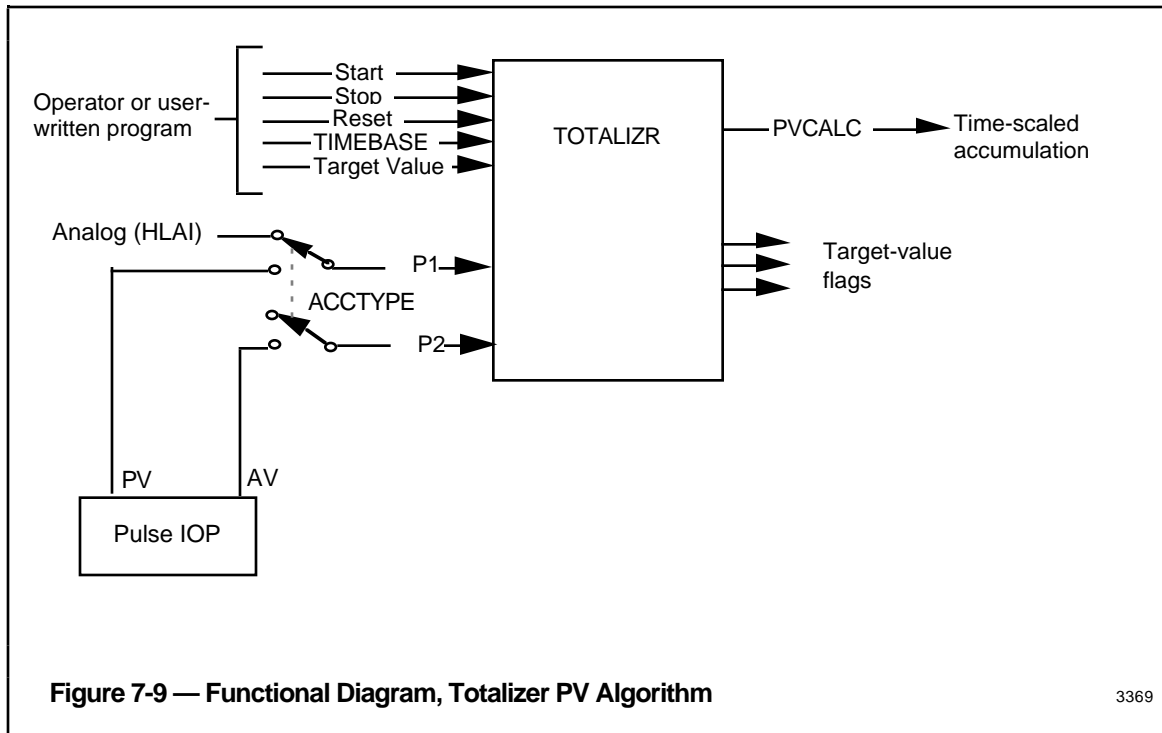 Operator or user-
written program
Start
Stop
Reset
TIMEBASE
Target Value
TOTALIZR
PVCALC
Time-scaled
accumulation
Analog (HLAI)
P1
ACCTYPE
P2
Target-value
flags
PV
AV
Pulse IOP
Figure 7-9 — Functional Diagram, Totalizer PV Algorithm
3369